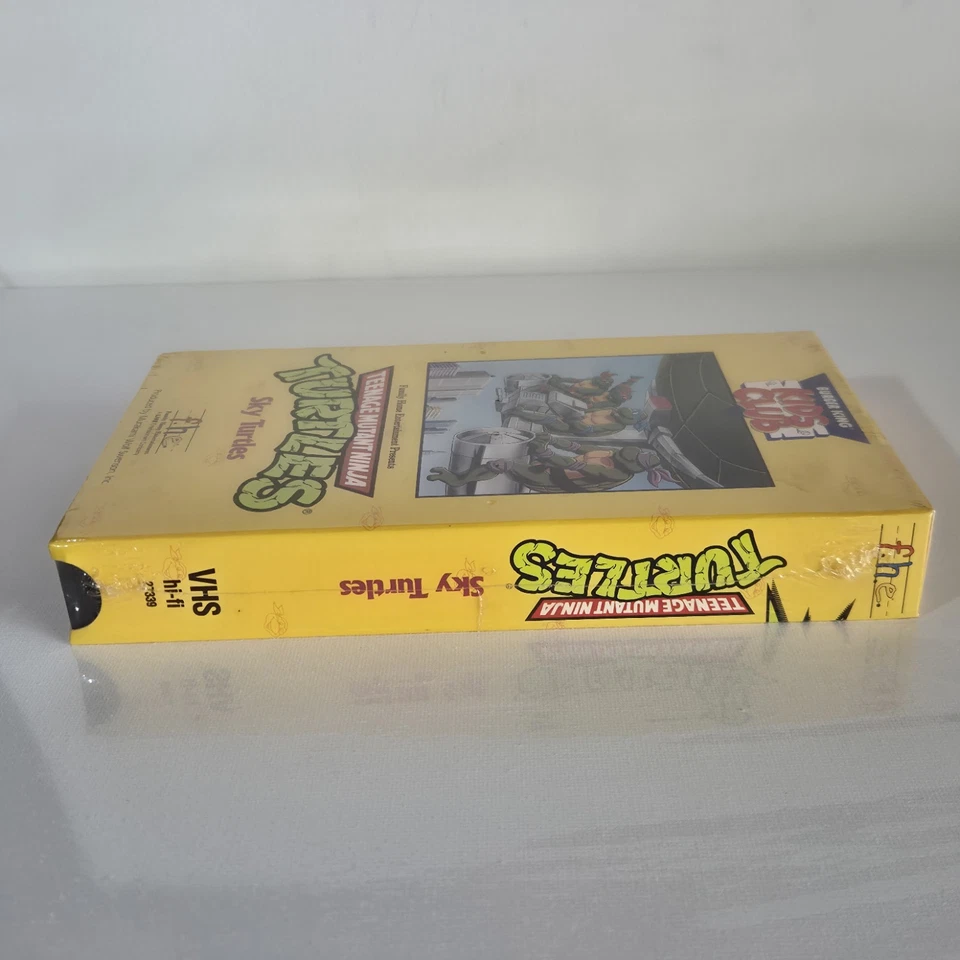 BURGER KING
KIDS
CLUB
Family Home Entertainment Presents
TEENAGE MUTANT NINJA
TURTLES®
Sky Turtles
f.h.e.
f.h.e.®
TEENAGE MUTANT NINJA
TURTLES®
Sky Turtles
VHS
hi-fi
27339